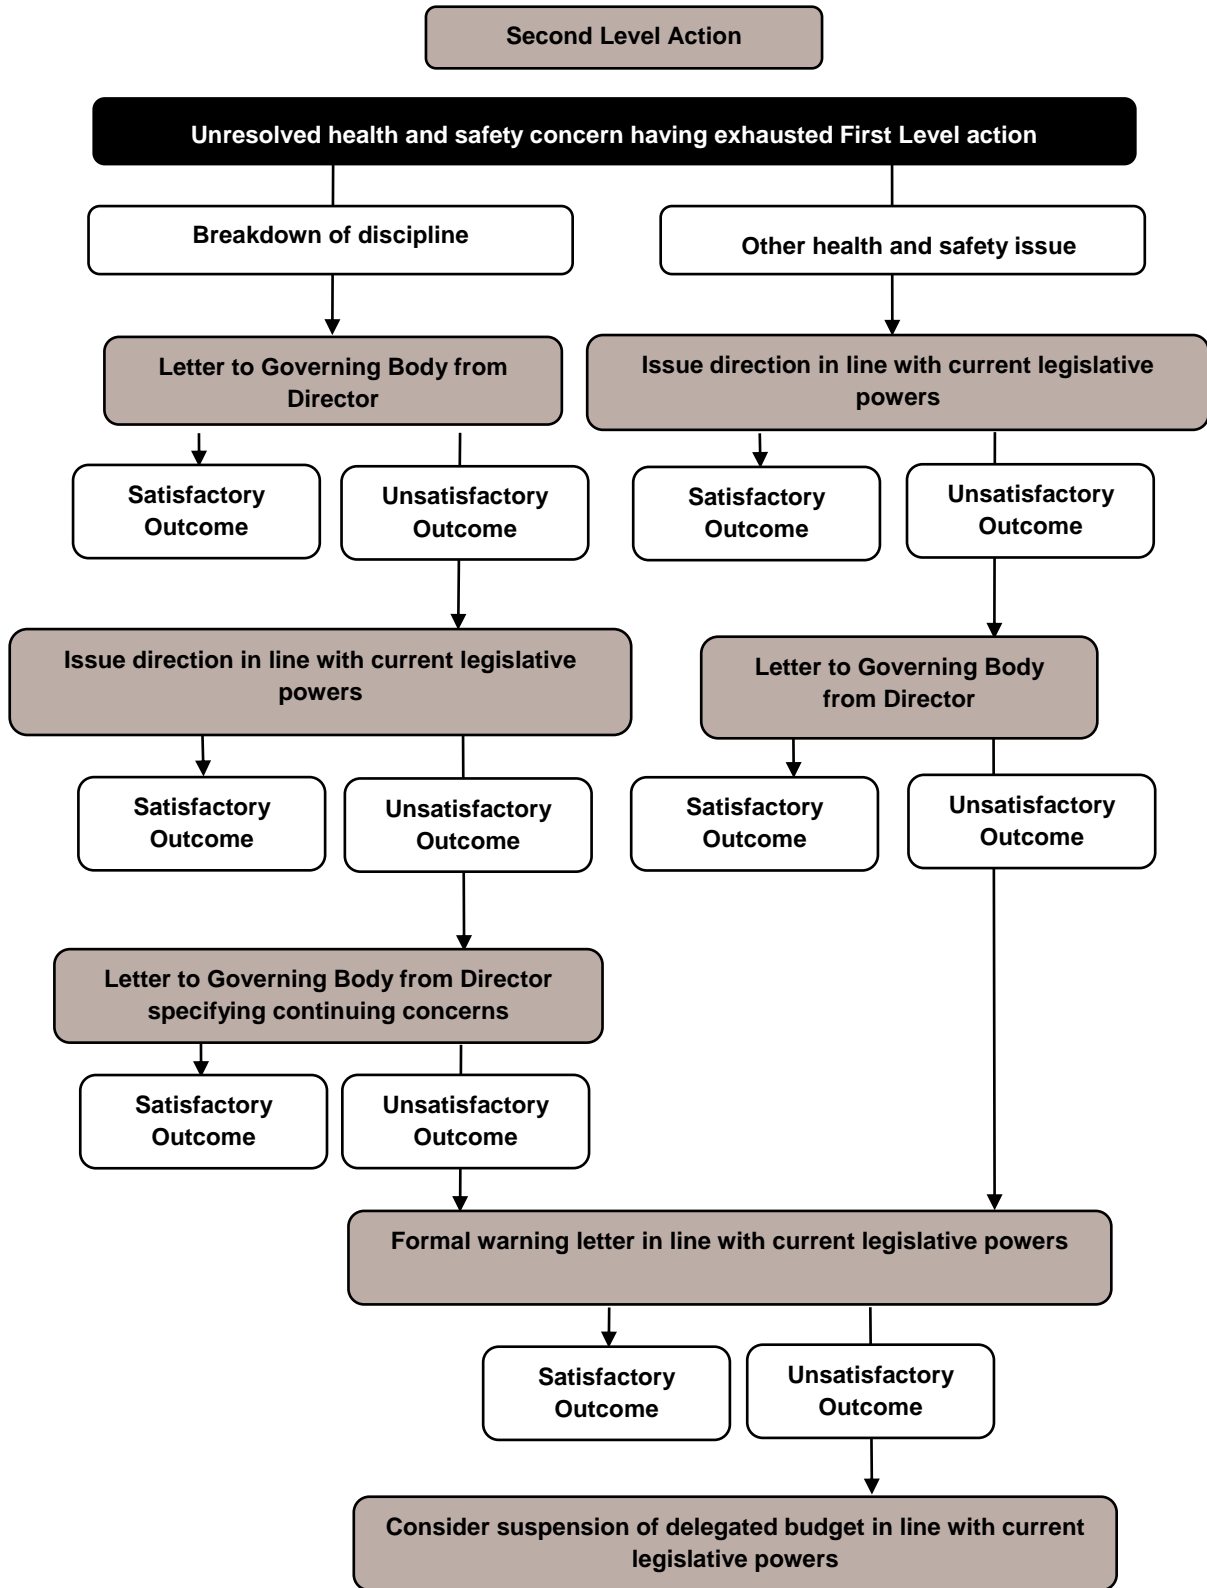 Second Level Action
Unresolved health and safety concern having exhausted First Level action
Breakdown of discipline
Other health and safety issue
Letter to Governing Body from
Director
Issue direction in line with current legislative
powers
Satisfactory
Outcome
Unsatisfactory
Outcome
Satisfactory
Outcome
Unsatisfactory
Outcome
Issue direction in line with current legislative
powers
Letter to Governing Body
from Director
Satisfactory
Outcome
Unsatisfactory
Outcome
Satisfactory
Outcome
Unsatisfactory
Outcome
Letter to Governing Body from Director
specifying continuing concerns
Satisfactory
Outcome
Unsatisfactory
Outcome
Formal warning letter in line with current legislative powers
Satisfactory
Outcome
Unsatisfactory
Outcome
Consider suspension of delegated budget in line with current
legislative powers